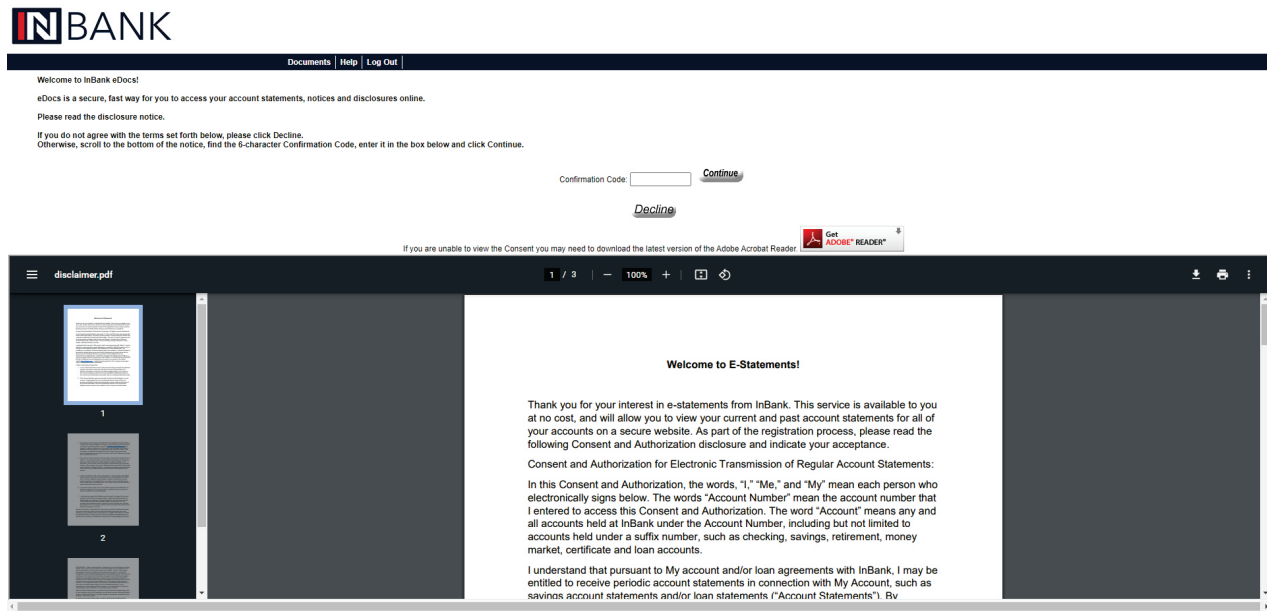 INBANK
Documents Help Log Out
Welcome to InBank eDocs!
eDocs is a secure, fast way for you to access your account statements, notices and disclosures online.
Please read the disclosure notice.
If you do not agree with the terms set forth below, please click Decline.
Otherwise, scroll to the bottom of the notice, find the 6-character Confirmation Code, enter it in the box below and click Continue.
Confirmation Code: Continue
Decline
If you are unable to view the Consent you may need to download the latest version of the Adobe Acrobat Reader. Get
ADOBE® READER®
disclaimer.pdf 1 / 3 100%
1
2
Welcome to E-Statements!
Thank you for your interest in e-statements from InBank. This service is available to you
at no cost, and will allow you to view your current and past account statements for all of
your accounts on a secure website. As part of the registration process, please read the
following Consent and Authorization disclosure and indicate your acceptance.
Consent and Authorization for Electronic Transmission of Regular Account Statements:
In this Consent and Authorization, the words, “I,” “Me,” and “My” mean each person who
electronically signs below. The words “Account Number” mean the account number that
I entered to access this Consent and Authorization. The word “Account” means any and
all accounts held at InBank under the Account Number, including but not limited to
accounts held under a suffix number, such as checking, savings, retirement, money
market, certificate and loan accounts.
I understand that pursuant to My account and/or loan agreements with InBank, I may be
entitled to receive periodic account statements in connection with My Account, such as
savings account statements and/or loan statements (“Account Statements”). By